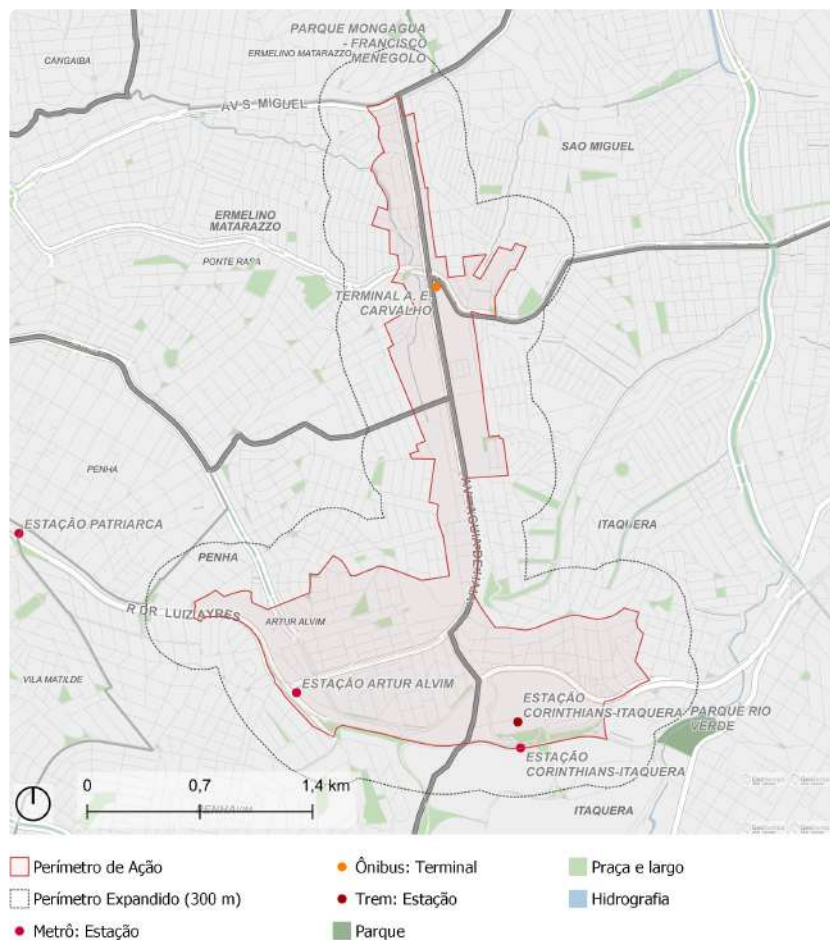 PARQUE MONGAGUA
- FRANCISCO
MENEGOLO
ERMELINO MATARAZZO
CANGAIBA
AV S. MIGUEL
SAO MIGUEL
ERMELINO
MATARAZZO
PONTE RASA
TERMINAL A. E.
CARVALHO
PENHA
ITAQUERA
ESTAÇÃO PATRIARCA
PENHA
R DR. LUIZ AYRES
ARTUR ALVIM
VILA MATILDE
ESTAÇÃO ARTUR ALVIM
ESTAÇÃO
CORINTHIANS-ITAQUERA
PARQUE RIO
VERDE
ESTAÇÃO
CORINTHIANS-ITAQUERA
ITAQUERA
0 0,7 1,4 km
Perímetro de Ação
Ônibus: Terminal
Praça e largo
Perímetro Expandido (300 m)
Trem: Estação
Hidrografia
Metrô: Estação
Parque